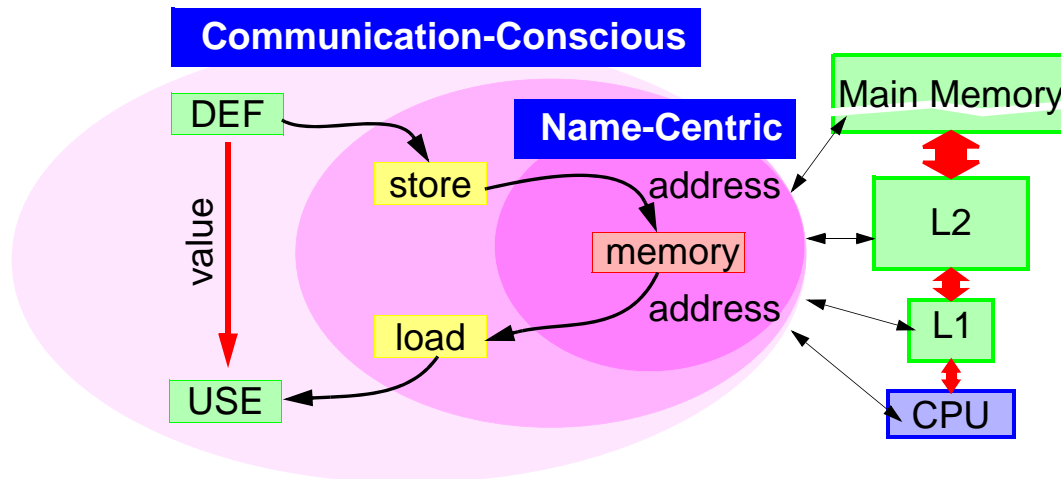 Communication-Conscious
DEF
Name-Centric
store
address
value
memory
load
address
USE
Main Memory
L2
L1
CPU